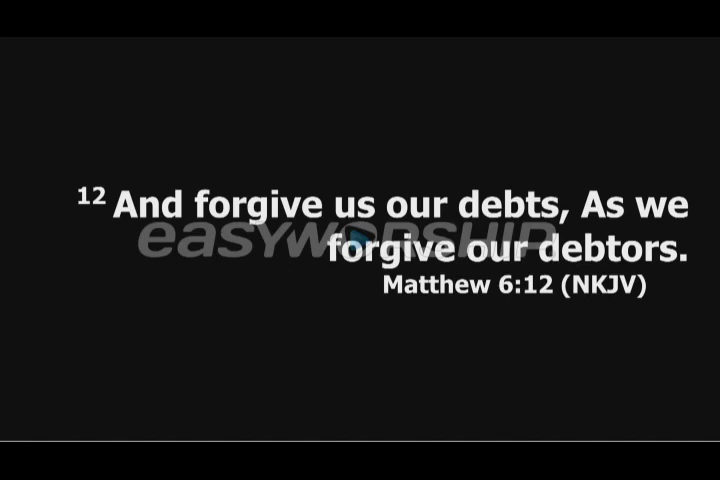 12 And forgive us our debts, As we
easyworship
forgive our debtors.
Matthew 6:12 (NKJV)